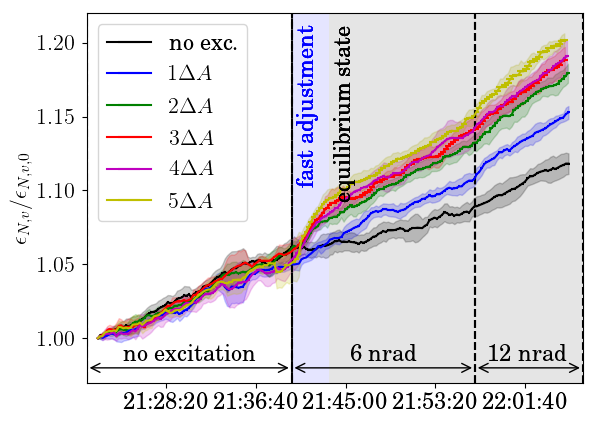 no exc.
1ΔA
2ΔA
3ΔA
4ΔA
5ΔA
fast adjustment
equilibrium state
ϵ_{N,v}/ϵ_{N,v,0}
1.20
1.15
1.10
1.05
1.00
no excitation
6 nrad
12 nrad
21:28:20 21:36:40 21:45:00 21:53:20 22:01:40